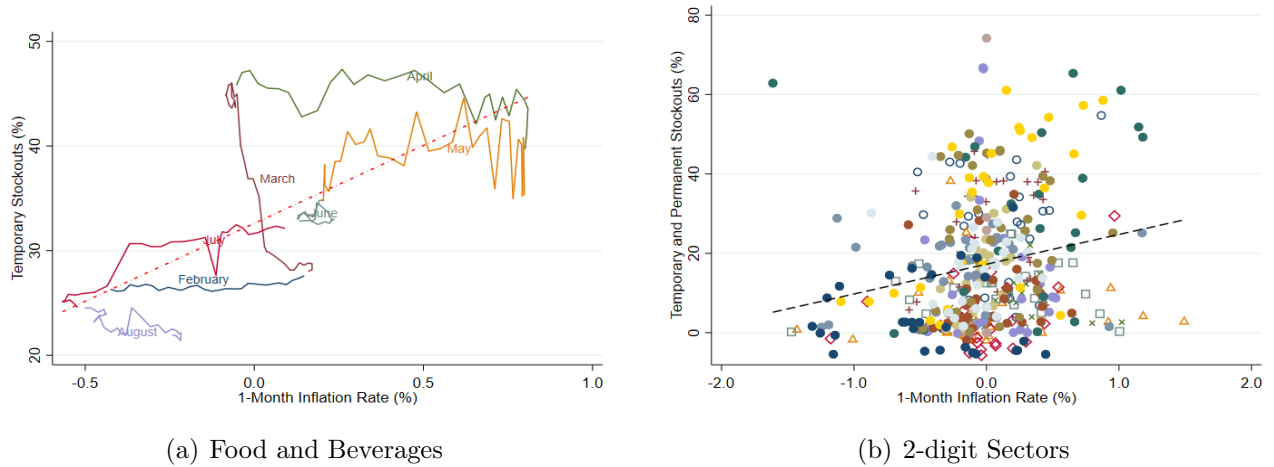 50
40
30
20
Temporary Stockouts (%)
April
May
March
June
July
February
August
-0.5 0.0 0.5 1.0
1-Month Inflation Rate (%)
(a) Food and Beverages
80
60
40
20
0
Temporary and Permanent Stockouts (%)
-2.0 -1.0 0.0 1.0 2.0
1-Month Inflation Rate (%)
(b) 2-digit Sectors